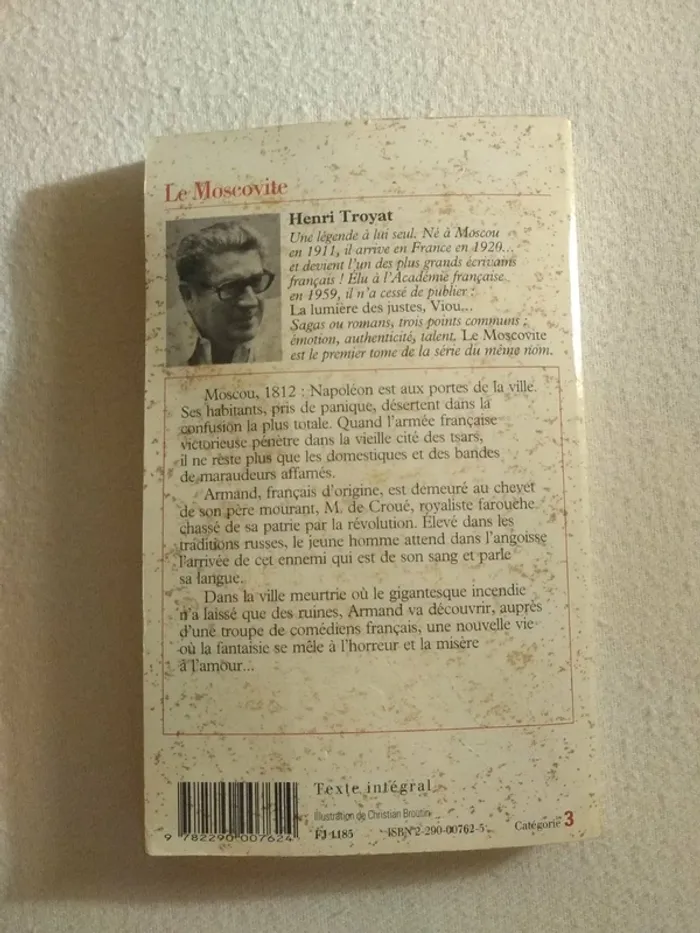 Le Moscovite
Henri Troyat
Une légende à lui seul. Né à Moscou
en 1911, il arrive en France en 1920...
et devient l'un des plus grands écrivains
français ! Élu à l'Académie française
en 1959, il n'a cessé de publier :
La lumière des justes, Viou...
Sagas ou romans, trois points communs :
émotion, authenticité, talent. Le Moscovite
est le premier tome de la série du même nom.
Moscou, 1812 : Napoléon est aux portes de la ville.
Ses habitants, pris de panique, désertent dans la
confusion la plus totale. Quand l'armée française
victorieuse pénètre dans la vieille cité des tsars,
il ne reste plus que les domestiques et des bandes
de maraudeurs affamés.
Armand, français d'origine, est demeuré au chevet
de son père mourant, M. de Croué, royaliste farouche
chassé de sa patrie par la révolution. Élevé dans les
traditions russes, le jeune homme attend dans l'angoisse
l'arrivée de cet ennemi qui est de son sang et parle
sa langue.
Dans la ville meurtrie où le gigantesque incendie
n'a laissé que des ruines, Armand va découvrir, auprès
d'une troupe de comédiens français, une nouvelle vie
où la fantaisie se mêle à l'horreur et la misère
à l'amour...
Texte intégral
Illustration de Christian Broutin
9 782290 007624
FJ 1185
ISBN 2-290-00762-5
Catégorie 3